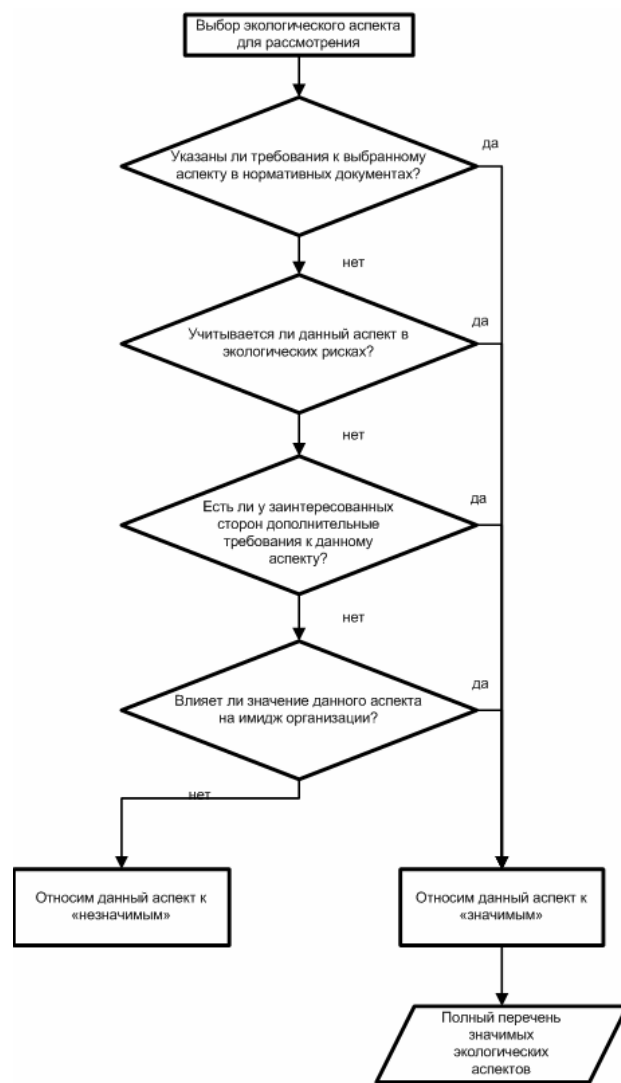 Выбор экологического аспекта
для рассмотрения
да
Указаны ли требования к выбранному
аспекту в нормативных документах?
нет
да
Учитывается ли данный аспект в
экологических рисках?
нет
да
Есть ли у заинтересованных
сторон дополнительные
требования к данному
аспекту?
нет
да
Влияет ли значение данного аспекта
на имидж организации?
нет
Относим данный аспект к
«незначимым»
Относим данный аспект к
«значимым»
Полный перечень
значимых
экологических
аспектов